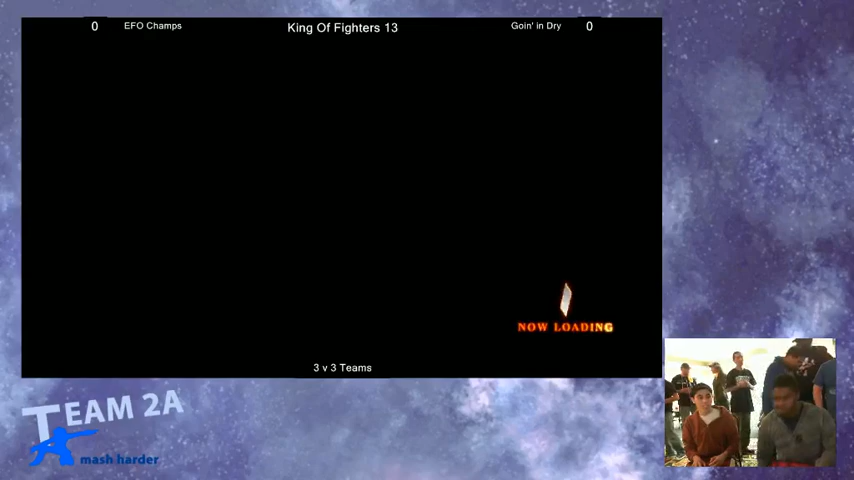 0 EFO Champs King Of Fighters 13 Goin' in Dry 0
NOW LOADING
3 v 3 Teams
TEAM 2A
mash harder